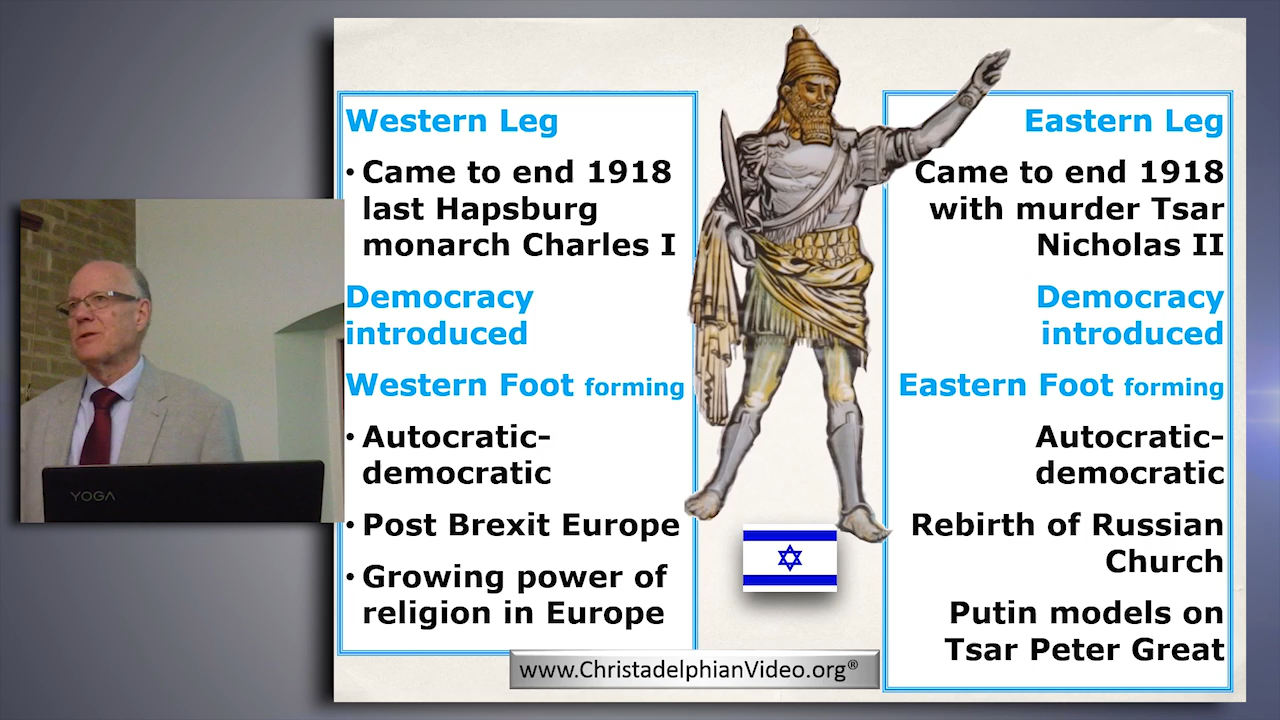 Western Leg
• Came to end 1918
last Hapsburg
monarch Charles I
Democracy
introduced
Western Foot forming
• Autocratic-
democratic
• Post Brexit Europe
• Growing power of
religion in Europe
Eastern Leg
Came to end 1918
with murder Tsar
Nicholas II
Democracy
introduced
Eastern Foot forming
Autocratic-
democratic
Rebirth of Russian
Church
Putin models on
Tsar Peter Great
YOGA
www.ChristadelphianVideo.org®